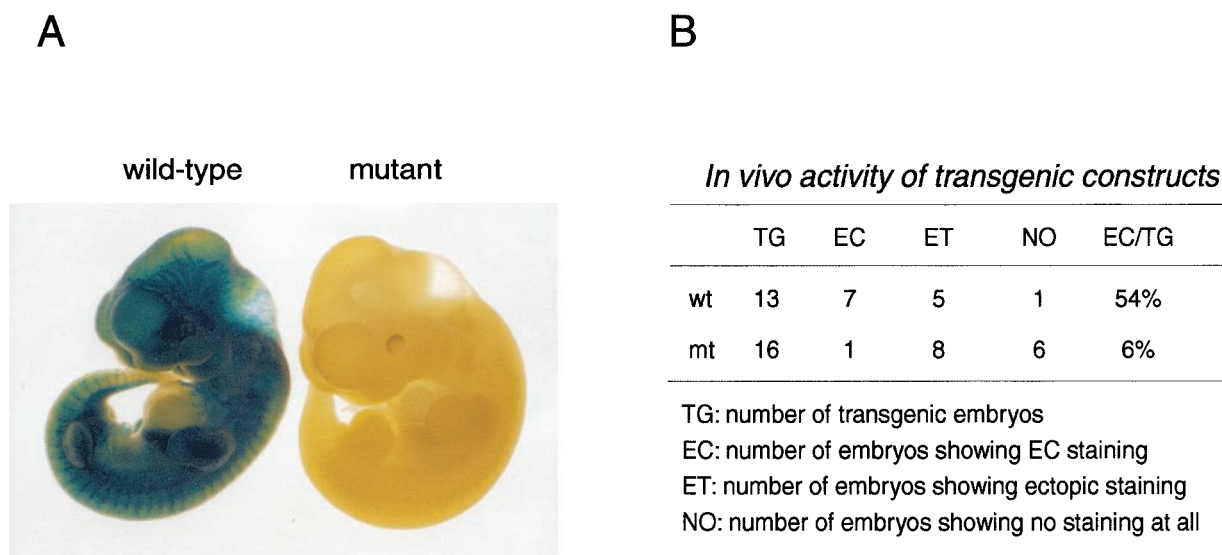 A
B
wild-type mutant
In vivo activity of transgenic constructs
TG EC ET NO EC/TG
wt 13 7 5 1 54%
mt 16 1 8 6 6%
TG: number of transgenic embryos
EC: number of embryos showing EC staining
ET: number of embryos showing ectopic staining
NO: number of embryos showing no staining at all